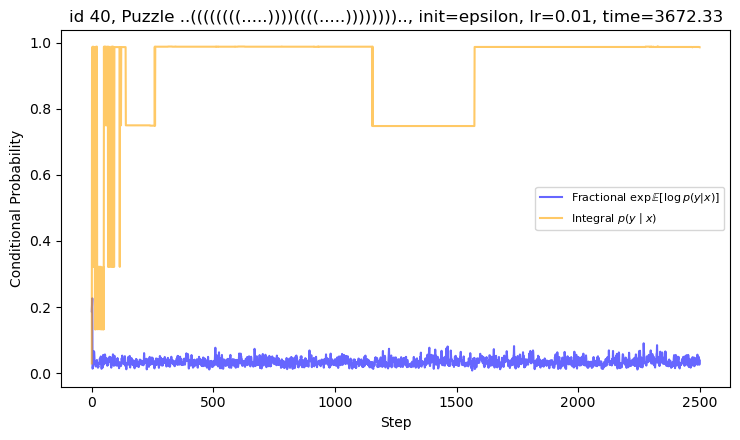 id 40, Puzzle ..((((((((.....))))((((.....)))))))).., init=epsilon, lr=0.01, time=3672.33
1.0
0.8
0.6
0.4
0.2
0.0
Conditional Probability
Fractional exp𝔼[log p(y|x)]
Integral p(y | x)
0 500 1000 1500 2000 2500
Step